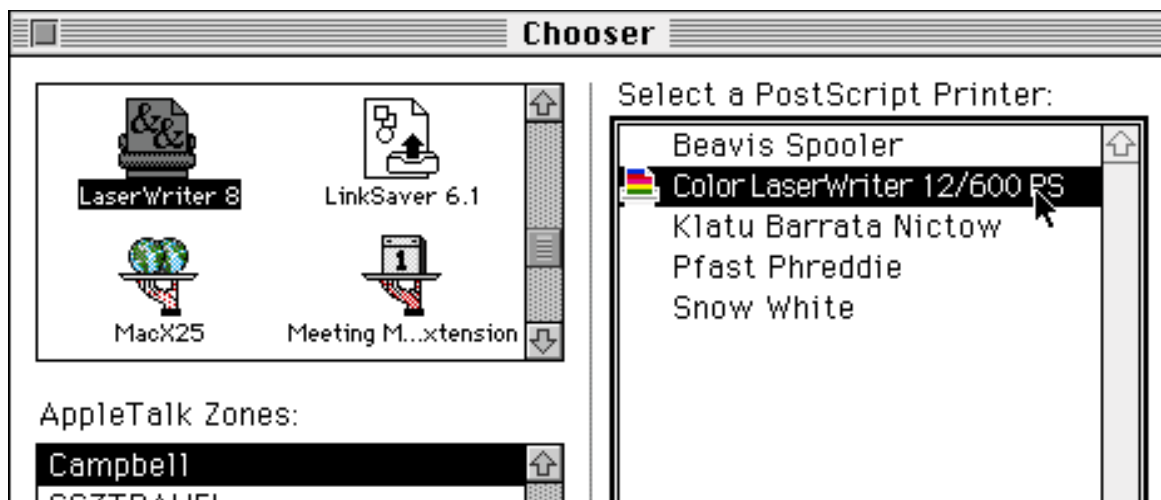 Chooser
LaserWriter 8
LinkSaver 6.1
MacX25
Meeting M...xtension
AppleTalk Zones:
Campbell
Select a PostScript Printer:
Beavis Spooler
Color LaserWriter 12/600 PS
Klatu Barrata Nictow
Pfast Phreddie
Snow White